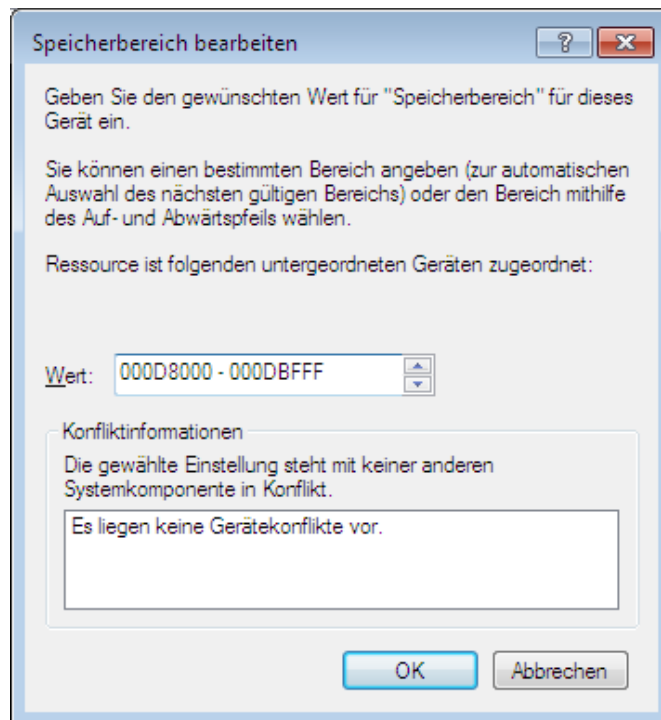 Speicherbereich bearbeiten
Geben Sie den gewünschten Wert für "Speicherbereich" für dieses
Gerät ein.
Sie können einen bestimmten Bereich angeben (zur automatischen
Auswahl des nächsten gültigen Bereichs) oder den Bereich mithilfe
des Auf- und Abwärtspfeils wählen.
Ressource ist folgenden untergeordneten Geräten zugeordnet:
Wert: 000D8000 - 000DBFFF
Konfliktinformationen
Die gewählte Einstellung steht mit keiner anderen
Systemkomponente in Konflikt.
Es liegen keine Gerätekonflikte vor.
OK Abbrechen